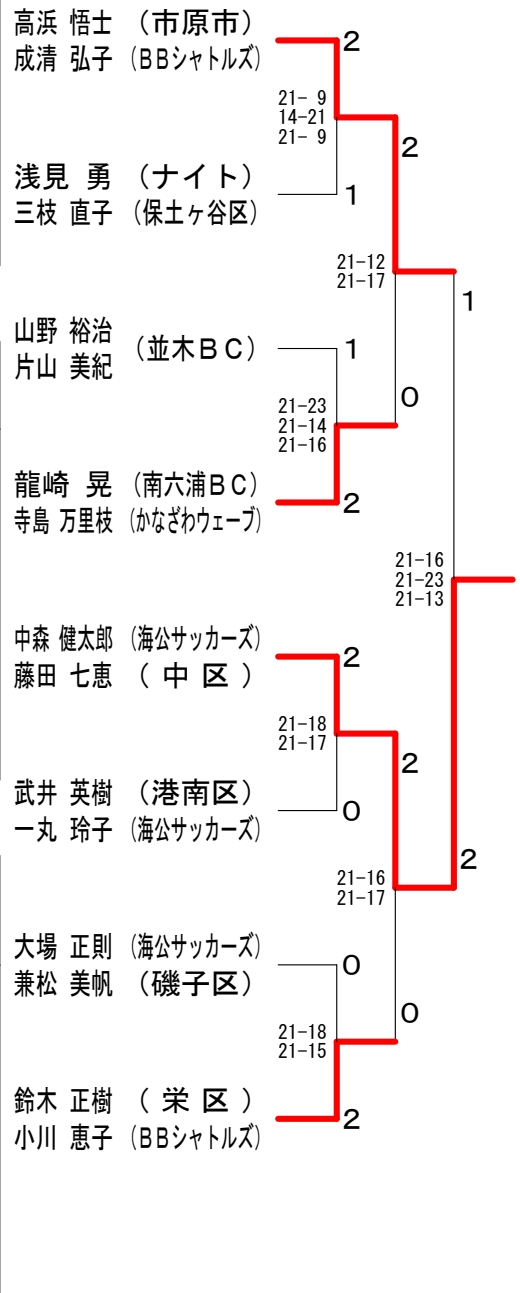 高浜 悟士 (市原市)
成清 弘子 (BBシャトルズ)
2
21- 9
14-21
21- 9
2
浅見 勇 (ナイト)
三枝 直子 (保土ヶ谷区)
1
21-12
21-17
1
山野 裕治
片山 美紀
(並木BC)
1
21-23
21-14
21-16
0
龍崎 晃 (南六浦BC)
寺島 万里枝 (かなざわウェーブ)
2
21-16
21-23
21-13
中森 健太郎 (海公サッカーズ)
藤田 七恵 (中区)
2
21-18
21-17
2
武井 英樹 (港南区)
一丸 玲子 (海公サッカーズ)
0
21-16
21-17
2
大場 正則 (海公サッカーズ)
兼松 美帆 (磯子区)
0
21-18
21-15
0
鈴木 正樹 (栄区)
小川 恵子 (BBシャトルズ)
2